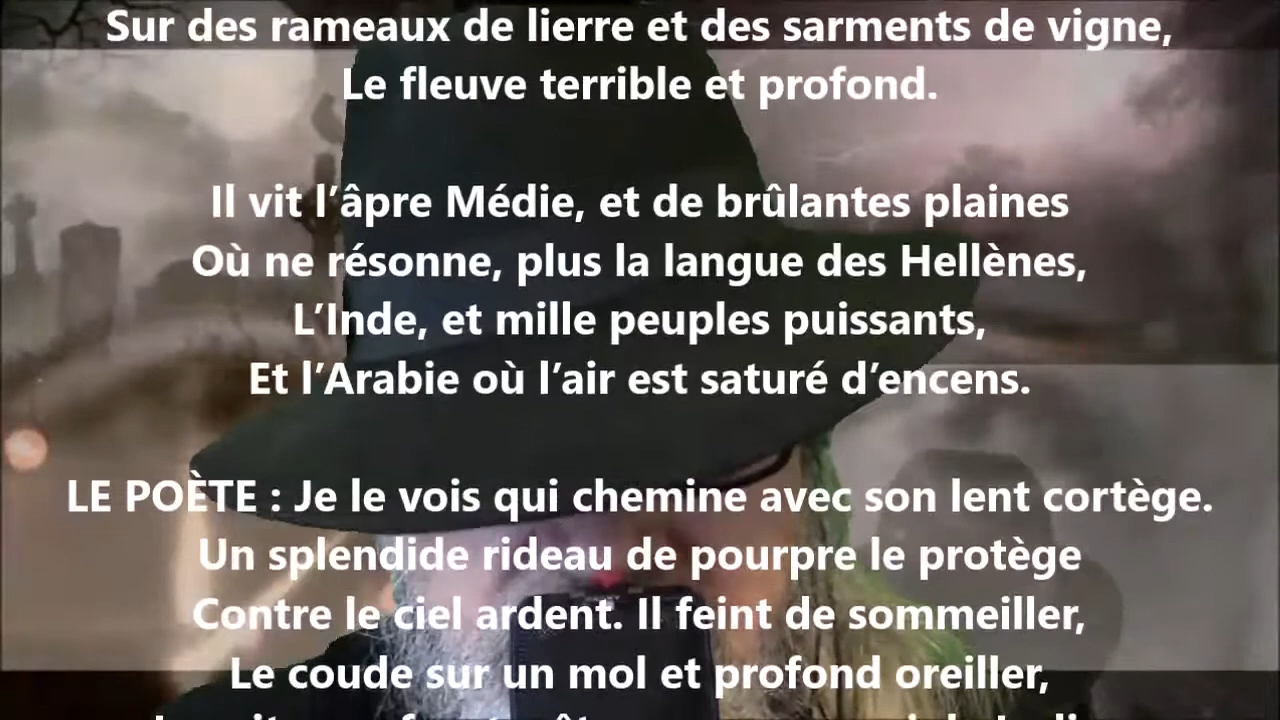 Sur des rameaux de lierre et des sarments de vigne,
Le fleuve terrible et profond.
Il vit l’âpre Médie, et de brûlantes plaines
Où ne résonne, plus la langue des Hellènes,
L’Inde, et mille peuples puissants,
Et l’Arabie où l’air est saturé d’encens.
LE POÈTE : Je le vois qui chemine avec son lent cortège.
Un splendide rideau de pourpre le protège
Contre le ciel ardent. Il feint de sommeiller,
Le coude sur un mol et profond oreiller,